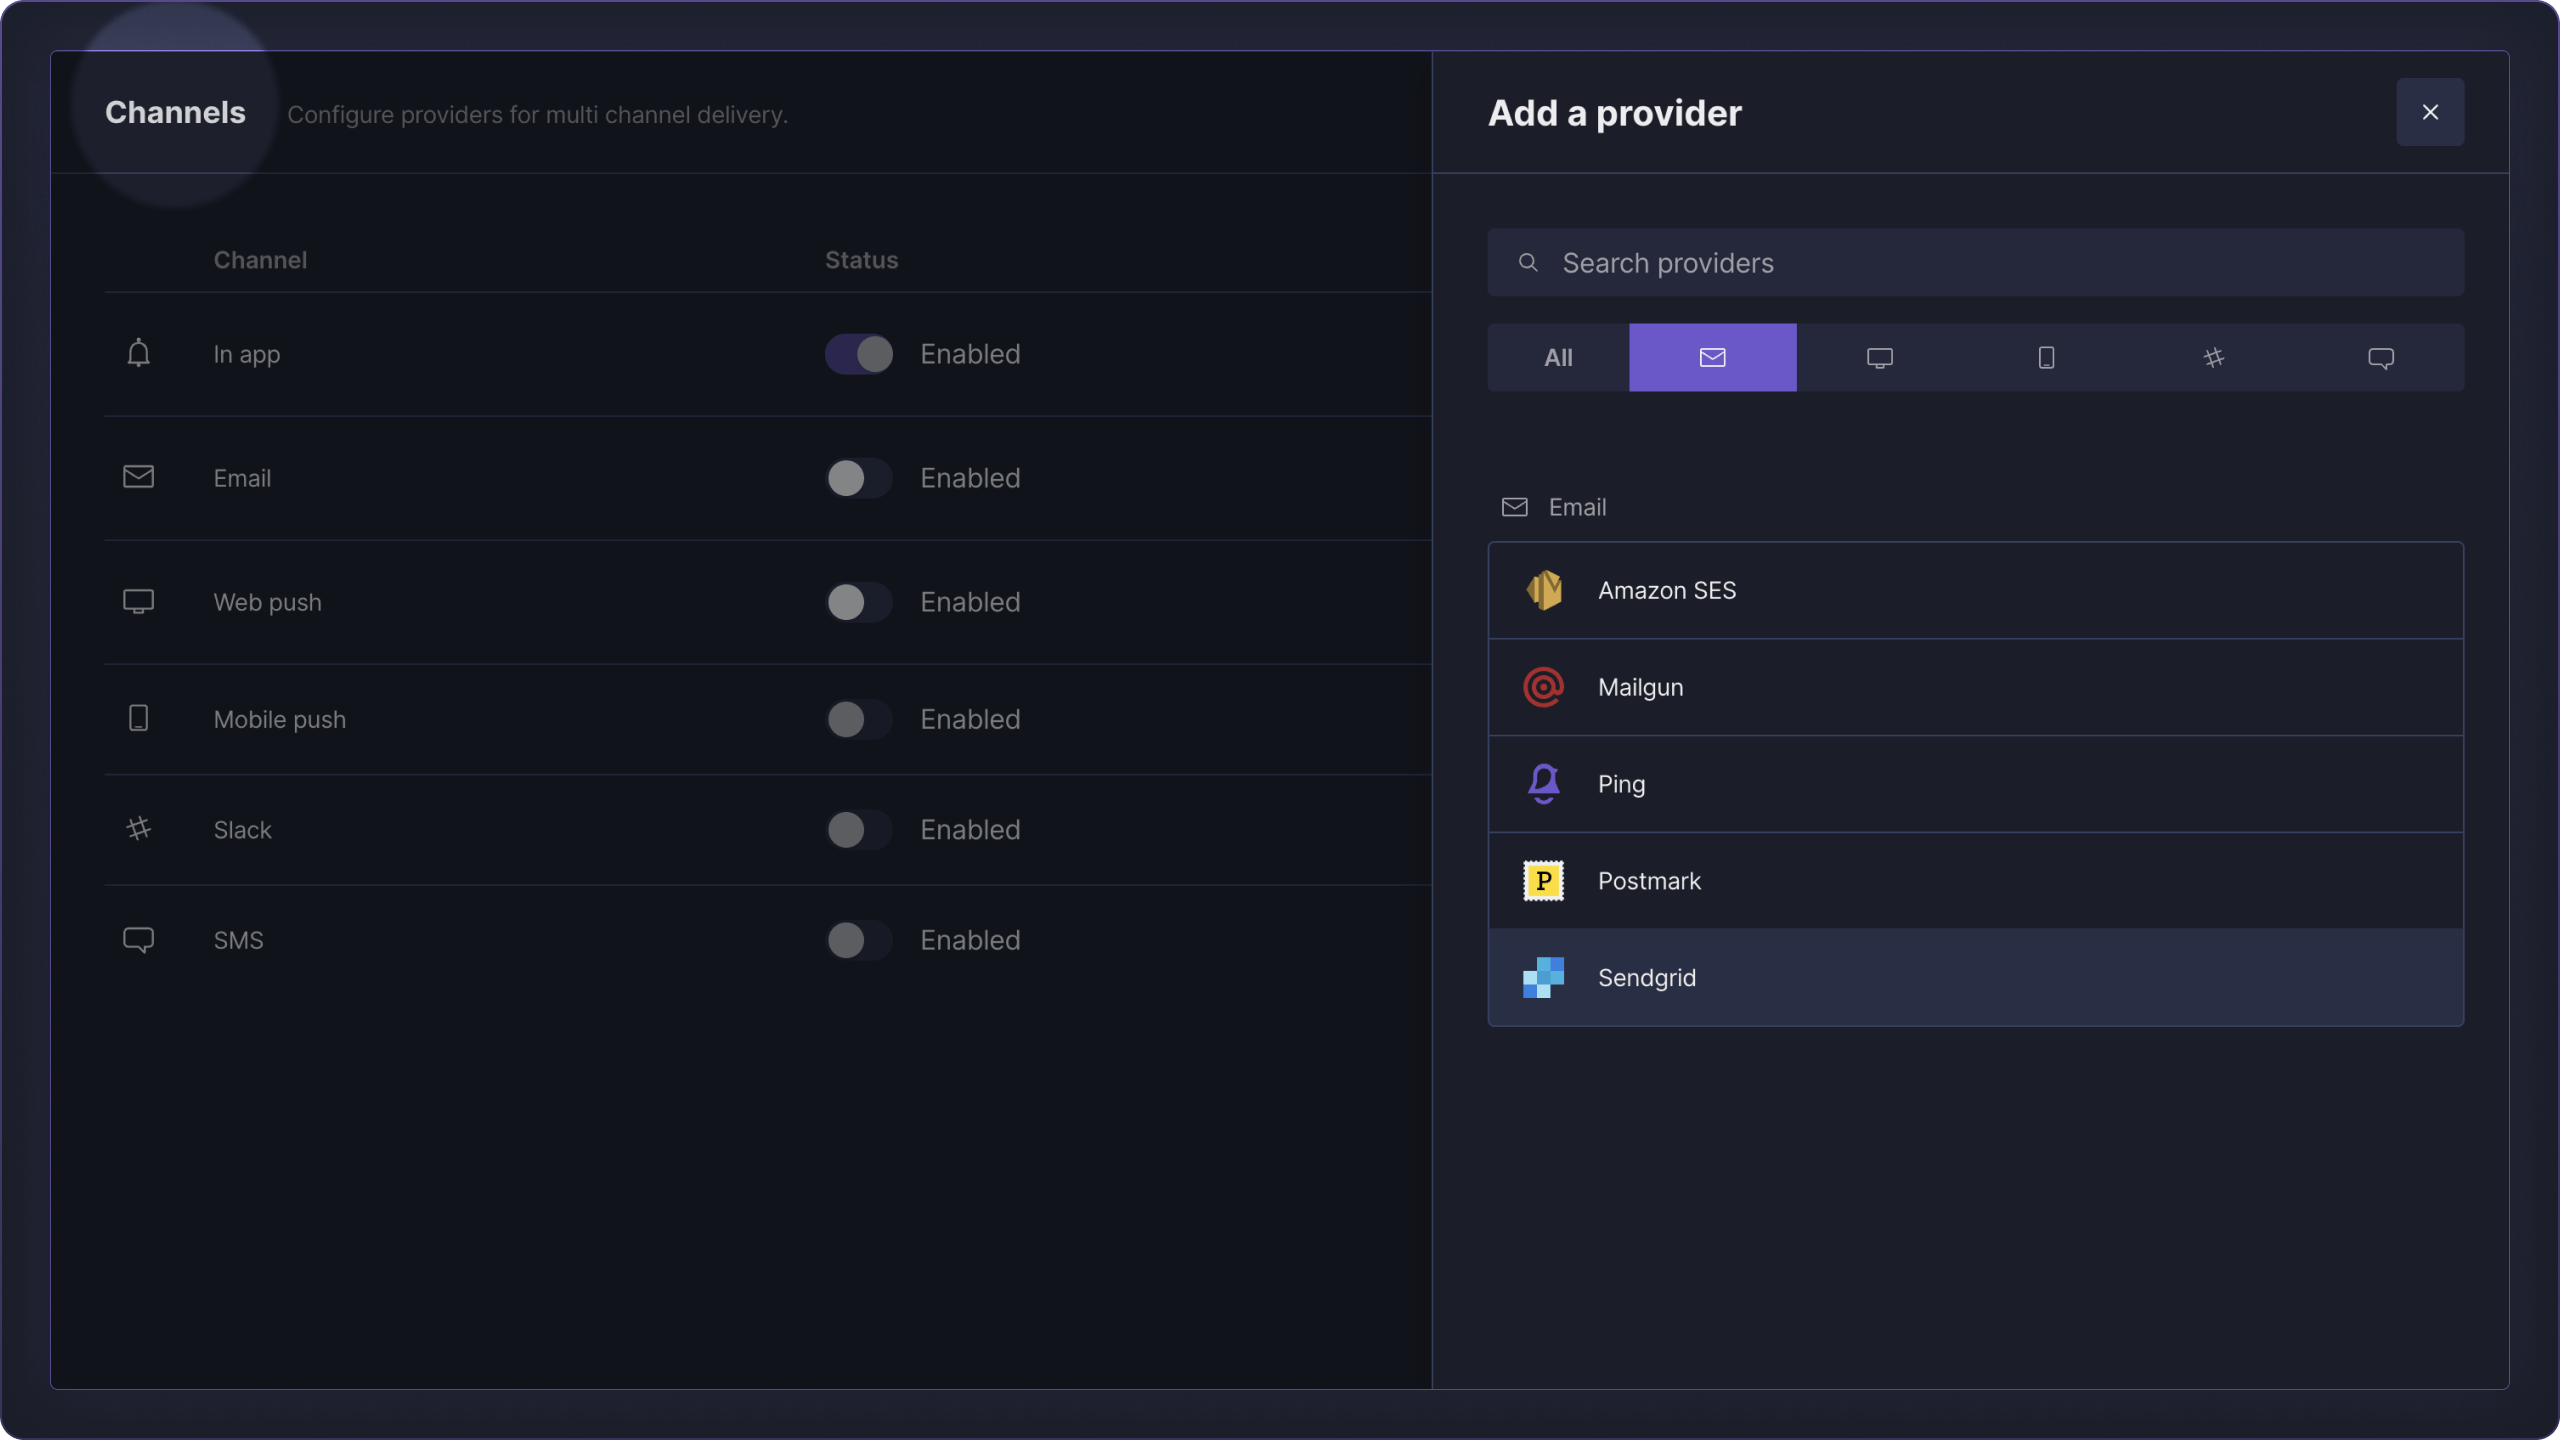 Channels
Configure providers for multi channel delivery.
Channel
Status
In app
Enabled
Email
Enabled
Web push
Enabled
Mobile push
Enabled
Slack
Enabled
SMS
Enabled
Add a provider
Search providers
All
Email
Amazon SES
Mailgun
Ping
P
Postmark
Sendgrid